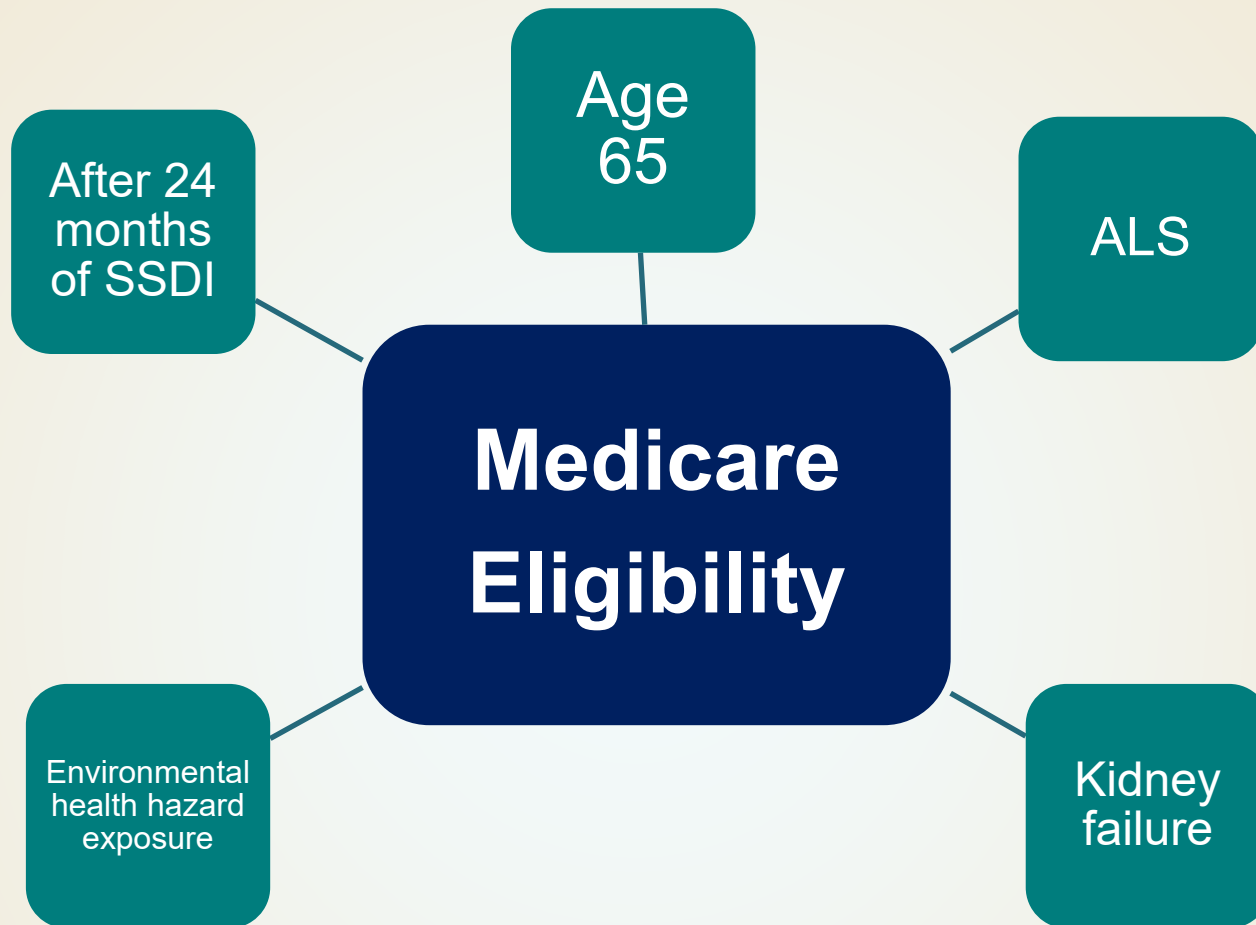 Age
65
After 24
months
of SSDI
ALS
Medicare
Eligibility
Environmental
health hazard
exposure
Kidney
failure